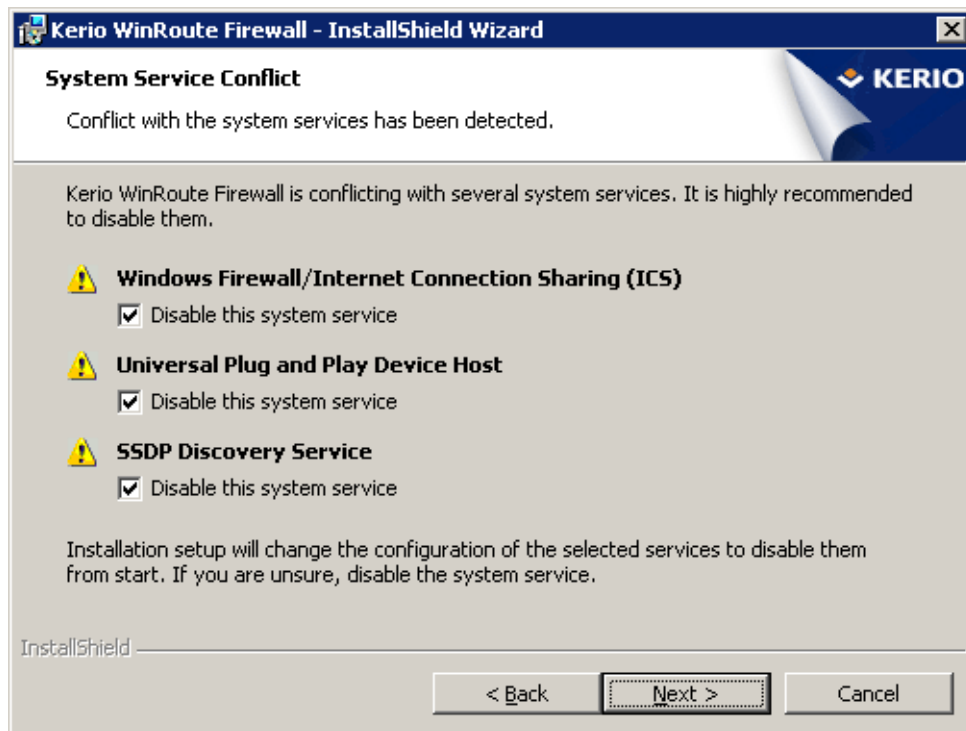 Kerio WinRoute Firewall - InstallShield Wizard
System Service Conflict
KERIO
Conflict with the system services has been detected.
Kerio WinRoute Firewall is conflicting with several system services. It is highly recommended
to disable them.
Windows Firewall/Internet Connection Sharing (ICS)
Disable this system service
Universal Plug and Play Device Host
Disable this system service
SSDP Discovery Service
Disable this system service
Installation setup will change the configuration of the selected services to disable them
from start. If you are unsure, disable the system service.
InstallShield
< Back
Next >
Cancel